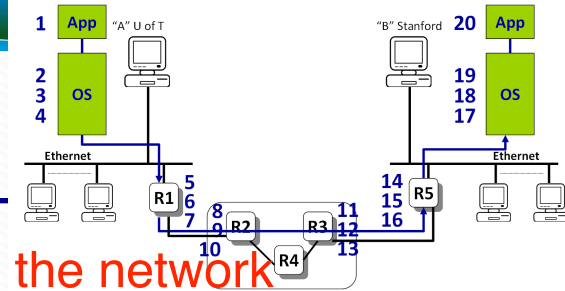 1 App "A" U of T "B" Stanford 20 App
2
3
4
OS
19
18
17
OS
Ethernet
Ethernet
R1
5
6
7
8
9
10
R2
R3
11
12
13
R4
14
15
16
R5
the network